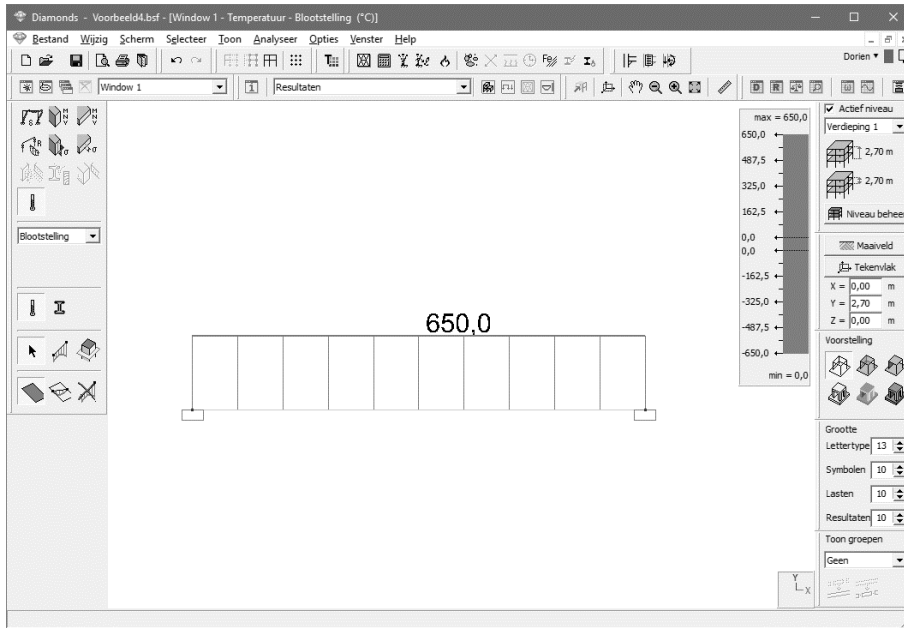 Diamonds - Voorbeeld4.bsf - [Window 1 - Temperatuur - Blootstelling (°C)]
Bestand Wijzig Scherm Selecteer Toon Analyseer Opties Venster Help
Dorien
Window 1
Resultaten
Blootstelling
650,0
max = 650,0
650,0
487,5
325,0
162,5
0,0
0,0
-162,5
-325,0
-487,5
-650,0
min = 0,0
Actief niveau
Verdieping 1
2,70 m
2,70 m
Niveau beheer
Maaiveld
Tekenvlak
X = 0,00 m
Y = 2,70 m
Z = 0,00 m
Voorstelling
Grootte
Lettertype 13
Symbolen 10
Lasten 10
Resultaten 10
Toon groepen
Geen
Y
X